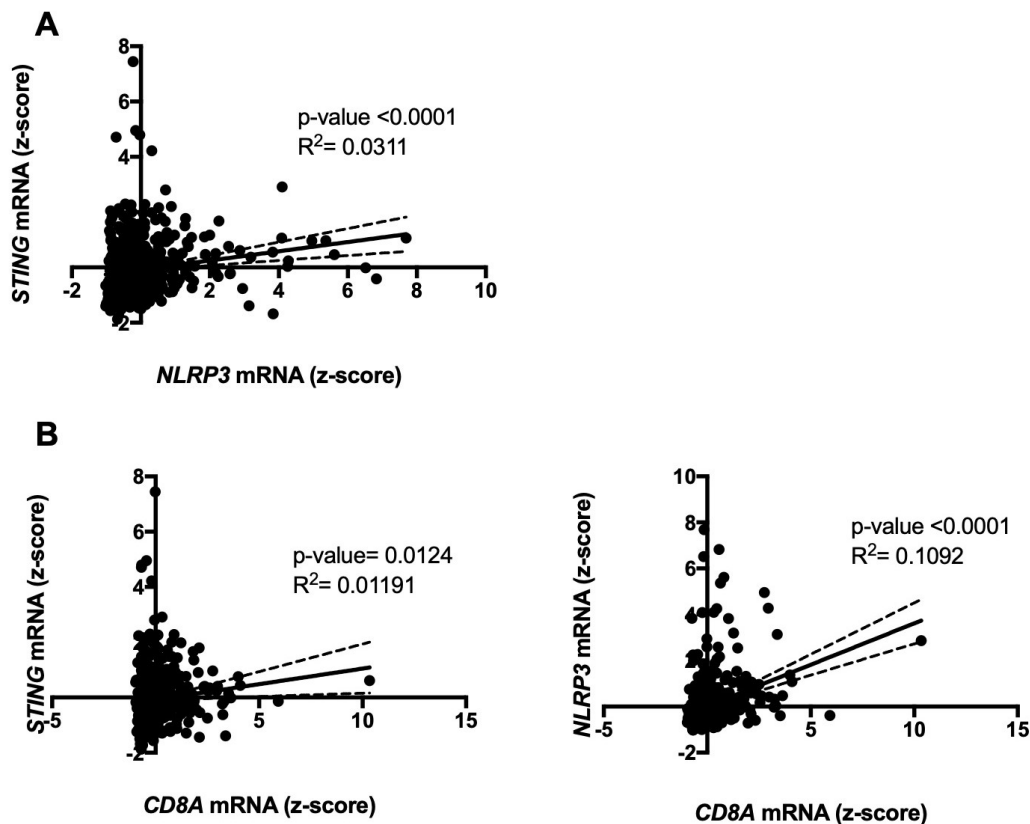 A
8
6
4
-2
-2
2
4
6
8
10
STING mRNA (z-score)
p-value <0.0001
R²= 0.0311
NLRP3 mRNA (z-score)
B
8
6
4
2
-2
-5
5
10
15
STING mRNA (z-score)
p-value= 0.0124
R²= 0.01191
CD8A mRNA (z-score)
10
8
6
4
2
-2
-5
5
10
15
NLRP3 mRNA (z-score)
p-value <0.0001
R²= 0.1092
CD8A mRNA (z-score)